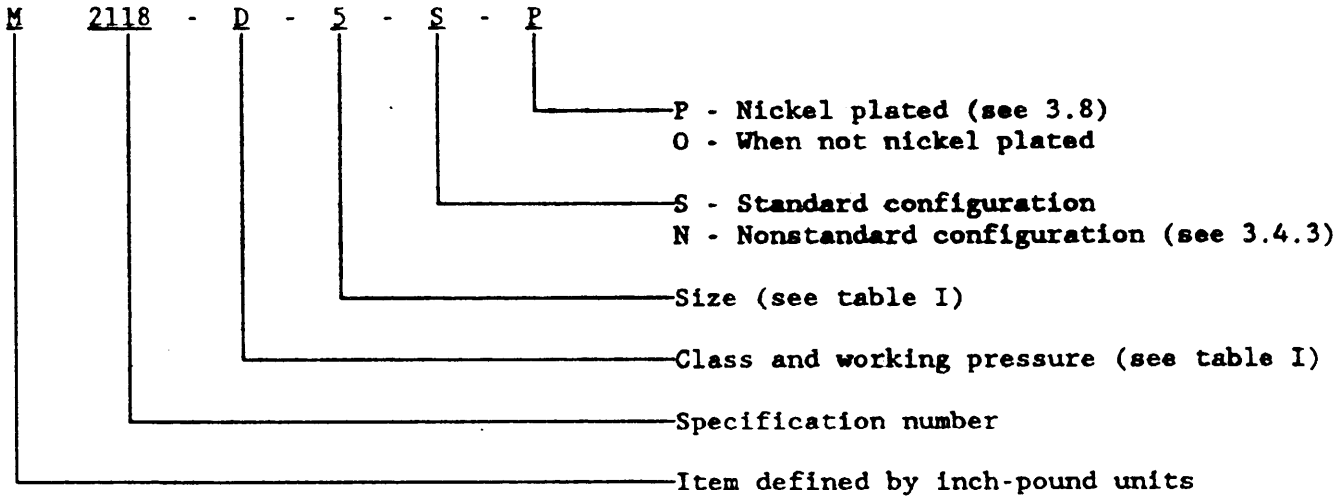 M 2118 - D - 5 - S - P
P - Nickel plated (see 3.8)
O - When not nickel plated
S - Standard configuration
N - Nonstandard configuration (see 3.4.3)
Size (see table I)
Class and working pressure (see table I)
Specification number
Item defined by inch-pound units